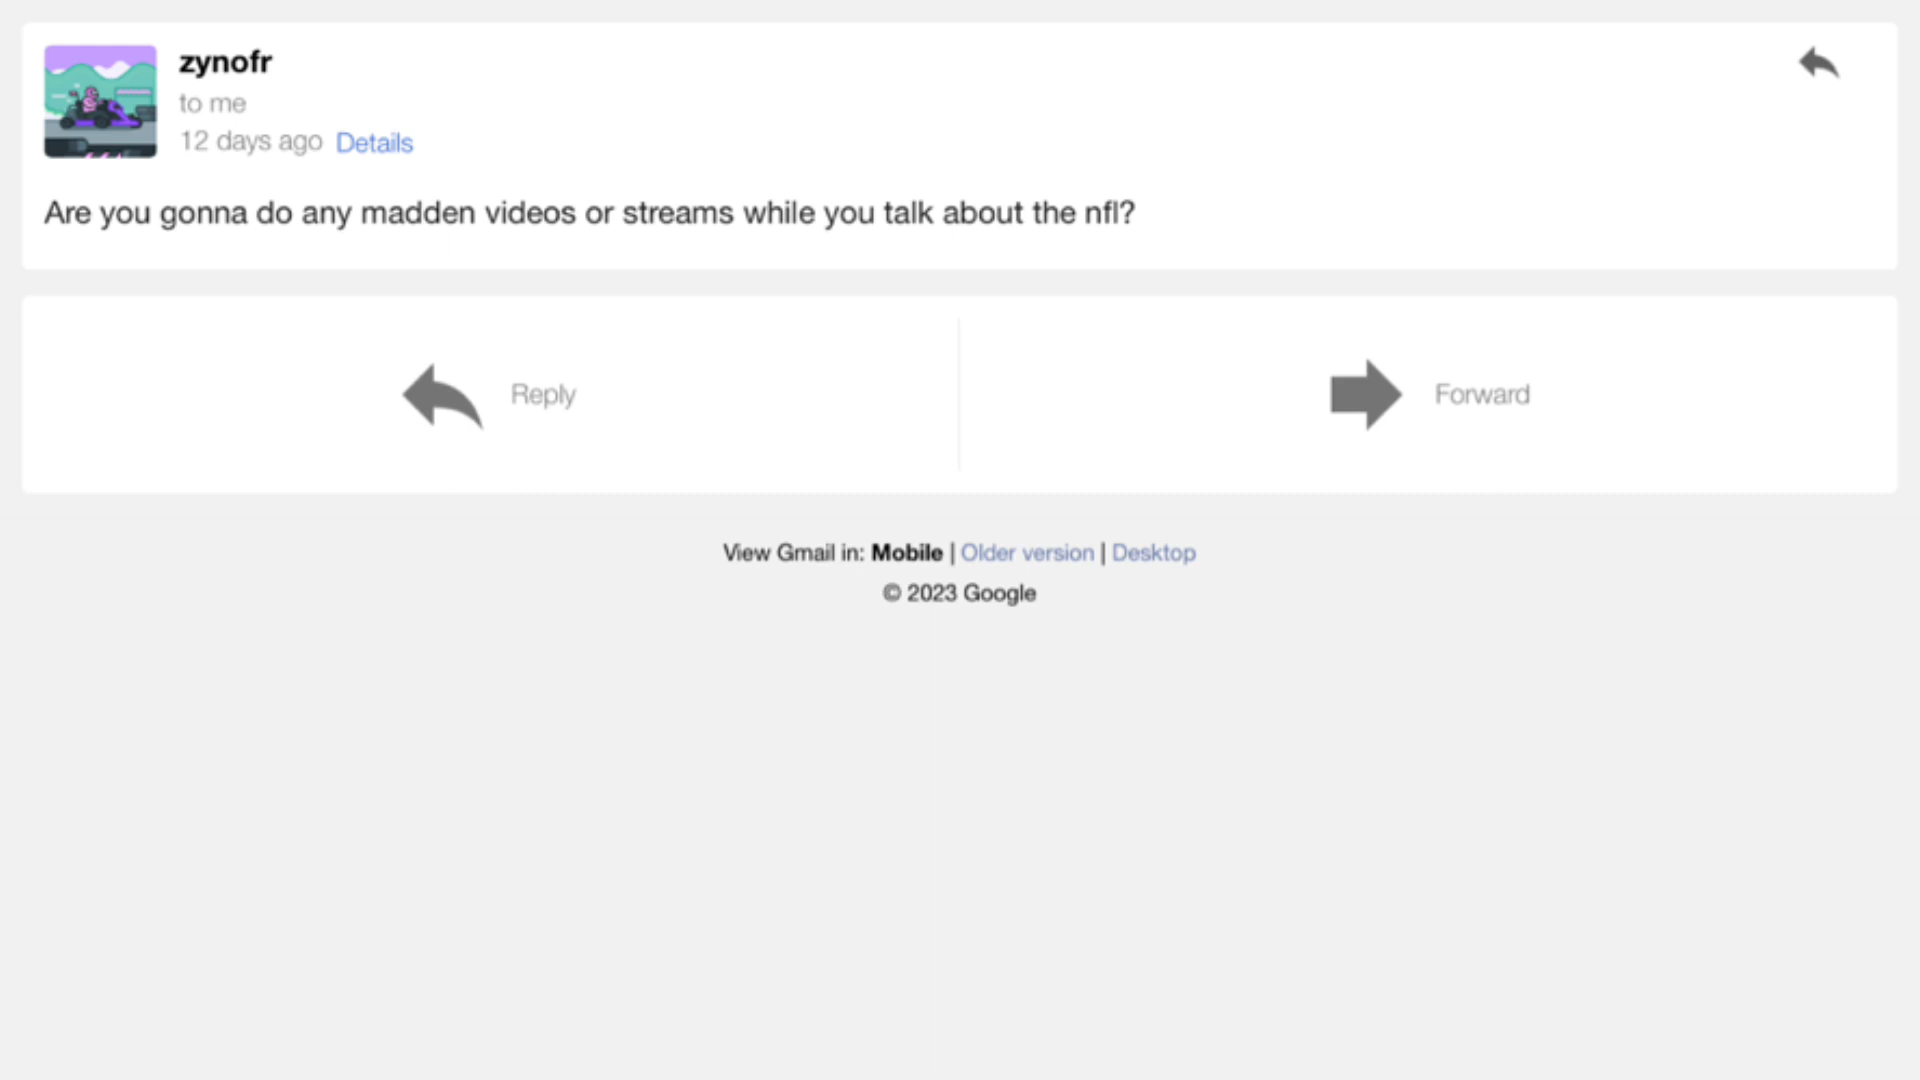 zynofr
to me
12 days ago Details
Are you gonna do any madden videos or streams while you talk about the nfl?
Reply
Forward
View Gmail in: Mobile | Older version | Desktop
© 2023 Google